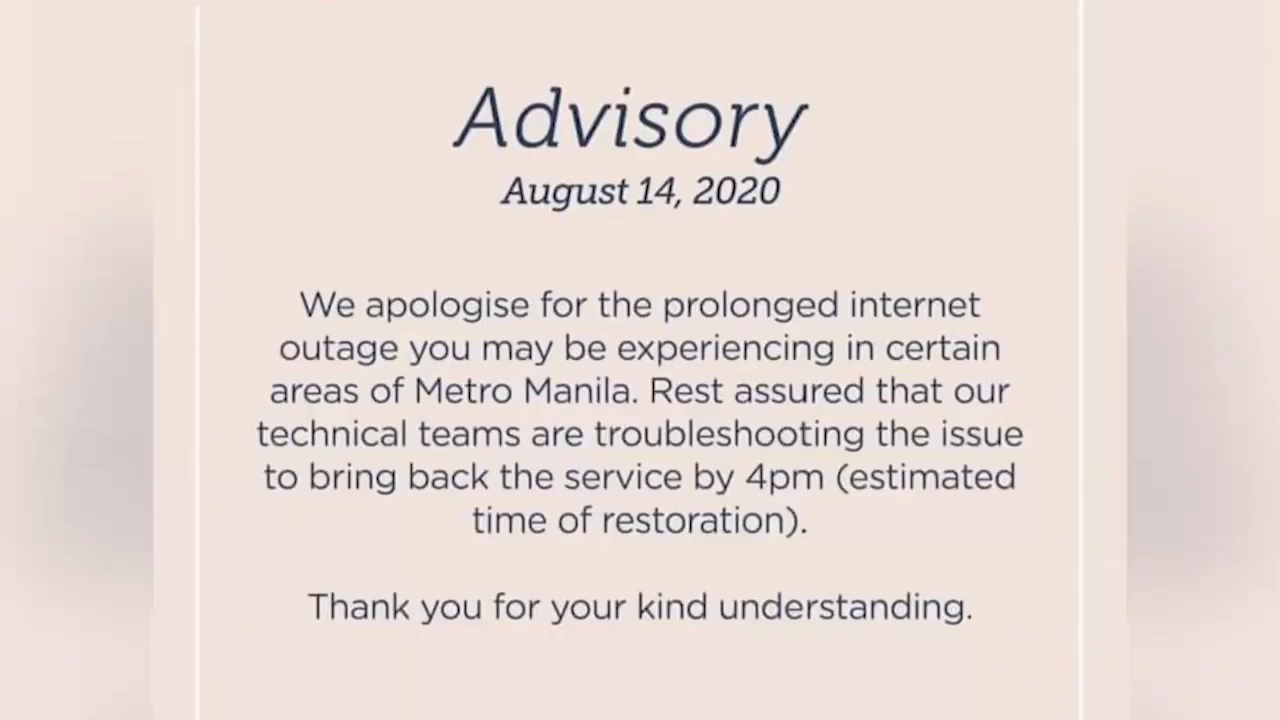 Advisory
August 14, 2020
We apologise for the prolonged internet
outage you may be experiencing in certain
areas of Metro Manila. Rest assured that our
technical teams are troubleshooting the issue
to bring back the service by 4pm (estimated
time of restoration).
Thank you for your kind understanding.